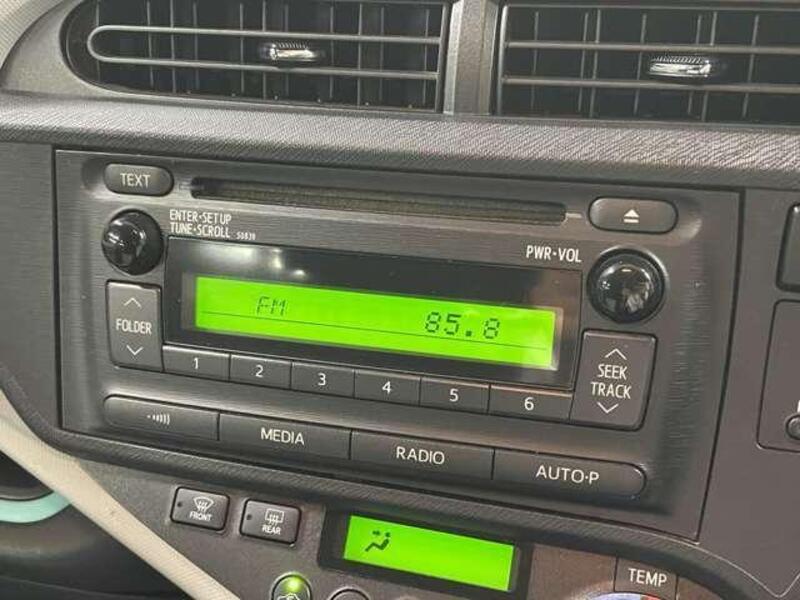 TEXT
ENTER·SETUP
TUNE·SCROLL 50839
PWR·VOL
FOLDER
FM 85.8
SEEK
TRACK
1 2 3 4 5 6
MEDIA RADIO AUTO·P
FRONT REAR
TEMP